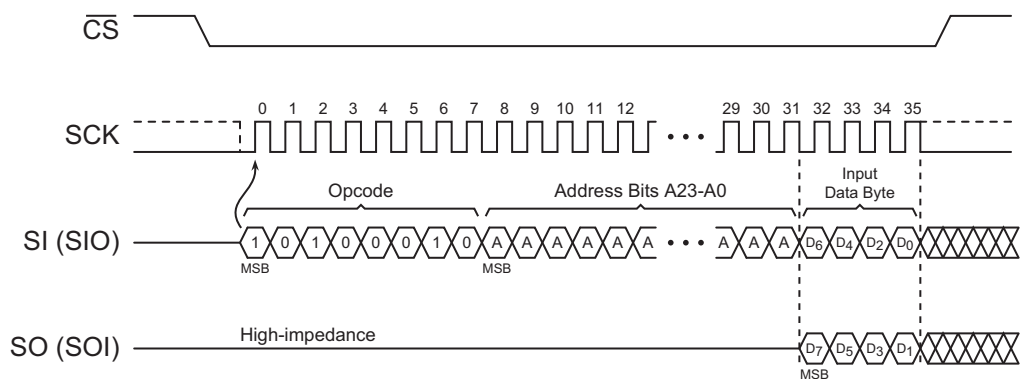 CS
0 1 2 3 4 5 6 7 8 9 10 11 12 29 30 31 32 33 34 35
SCK
Opcode Address Bits A23-A0 Input
Data Byte
SI (SIO) 1 0 1 0 0 0 1 0 A A A A A A A A A D6 D4 D2 D0
MSB MSB
High-impedance
SO (SOI) D7 D5 D3 D1
MSB